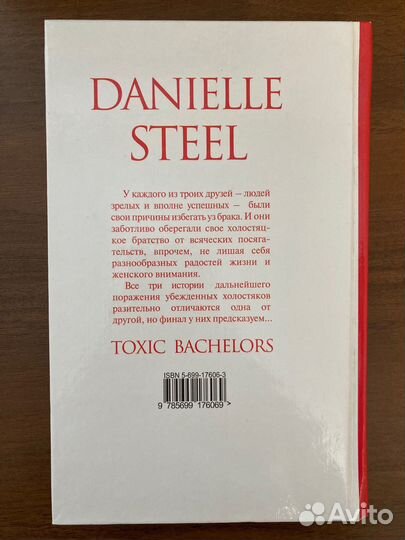 DANIELLE
STEEL
У каждого из троих друзей – людей
зрелых и вполне успешных – были
свои причины избегать уз брака. И они
заботливо оберегали свое холостяц-
кое братство от всяческих посяга-
тельств, впрочем, не лишая себя
разнообразных радостей жизни и
женского внимания.
Все три истории дальнейшего
поражения убежденных холостяков
разительно отличаются одна от
другой, но финал у них предсказуем...
TOXIC BACHELORS
ISBN 5-699-17606-3
9 785699 176069 >
Avito